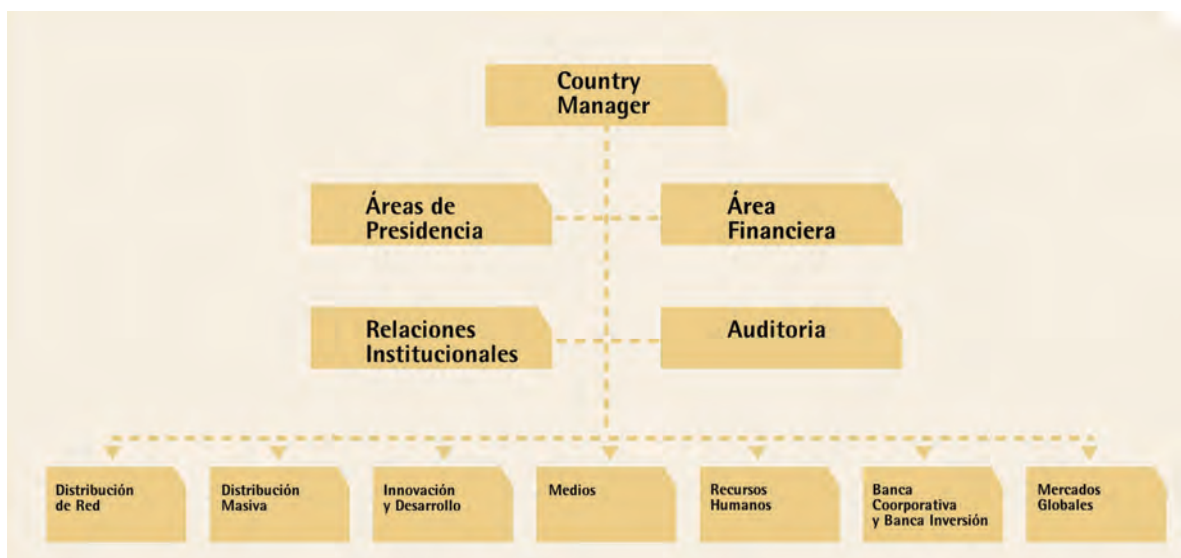 Country
Manager
Áreas de
Presidencia
Área
Financiera
Relaciones
Institucionales
Auditoria
Distribución
de Red
Distribución
Masiva
Innovación
y Desarrollo
Medios
Recursos
Humanos
Banca
Coorporativa
y Banca Inversión
Mercados
Globales